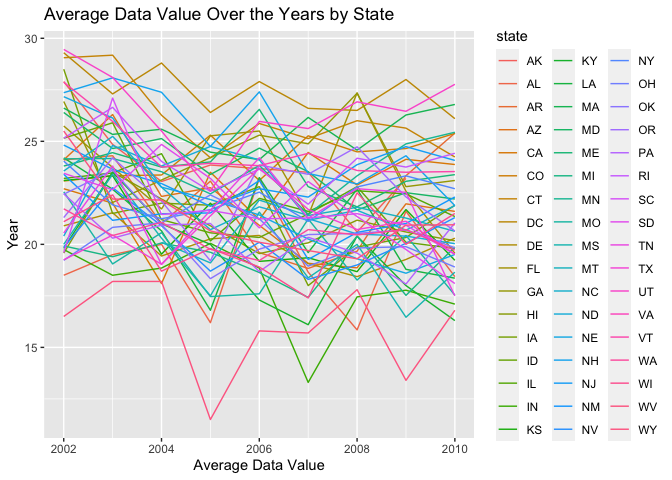 Average Data Value Over the Years by State
30
25
20
15
Year
2002
2004
2006
2008
2010
Average Data Value
state
AK
AL
AR
AZ
CA
CO
CT
DC
DE
FL
GA
HI
IA
ID
IL
IN
KS
KY
LA
MA
MD
ME
MI
MN
MO
MS
MT
NC
ND
NE
NH
NJ
NM
NV
NY
OH
OK
OR
PA
RI
SC
SD
TN
TX
UT
VA
VT
WA
WI
WV
WY